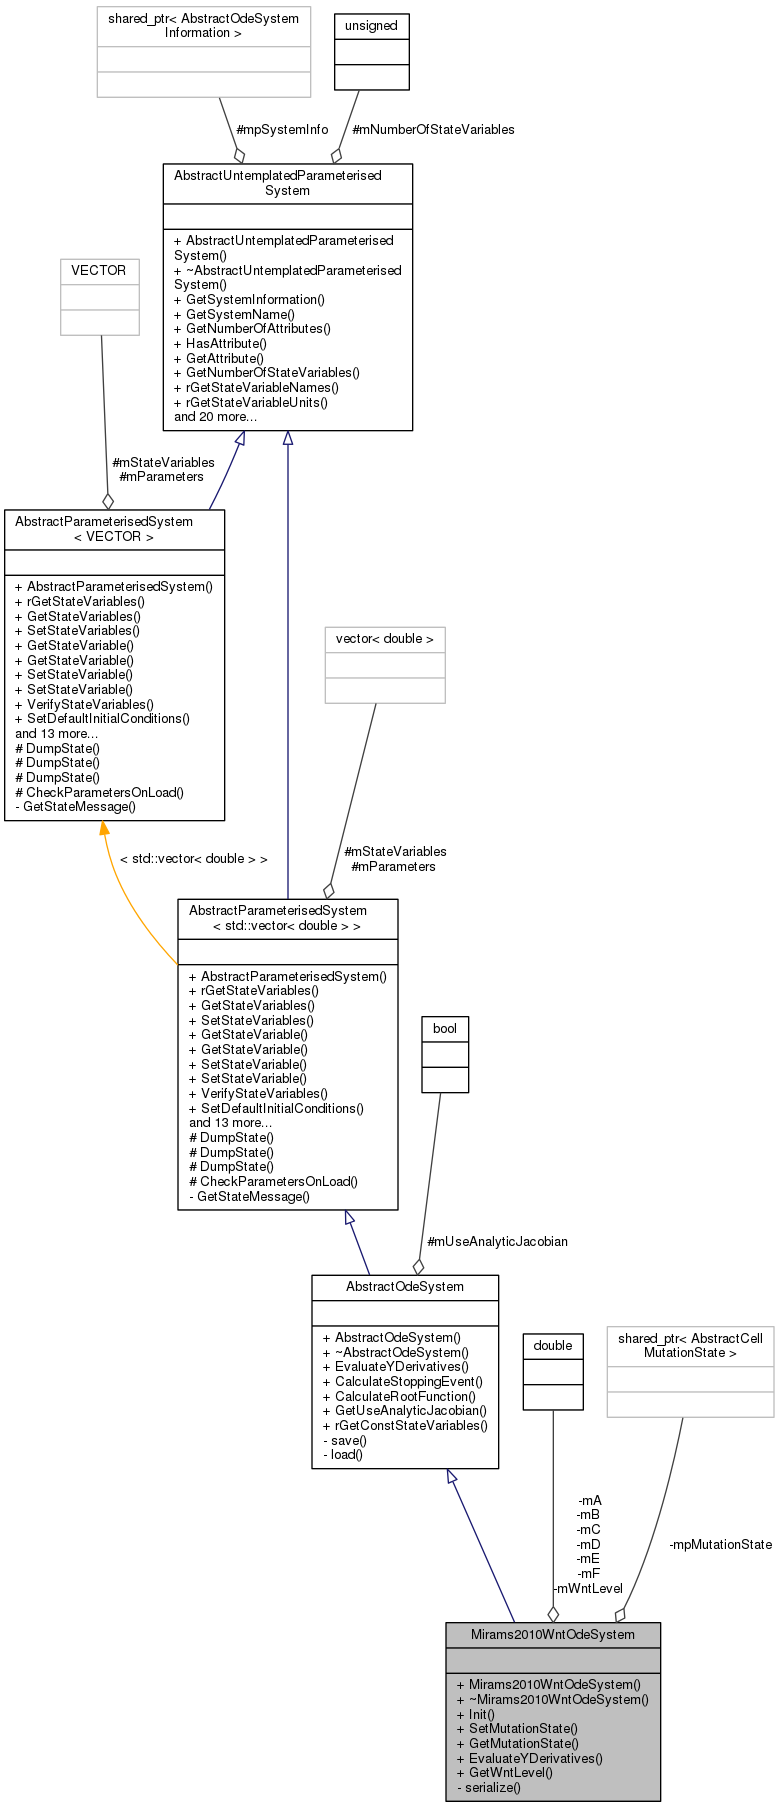 shared_ptr< AbstractOdeSystem
Information >
unsigned
#mpSystemInfo
#mNumberOfStateVariables
AbstractUntemplatedParameterised
System
+ AbstractUntemplatedParameterised
System()
+ ~AbstractUntemplatedParameterised
System()
+ GetSystemInformation()
+ GetSystemName()
+ GetNumberOfAttributes()
+ HasAttribute()
+ GetAttribute()
+ GetNumberOfStateVariables()
+ rGetStateVariableNames()
+ rGetStateVariableUnits()
and 20 more...
VECTOR
#mStateVariables
#mParameters
AbstractParameterisedSystem
< VECTOR >
+ AbstractParameterisedSystem()
+ rGetStateVariables()
+ GetStateVariables()
+ SetStateVariables()
+ GetStateVariable()
+ GetStateVariable()
+ SetStateVariable()
+ SetStateVariable()
+ VerifyStateVariables()
+ SetDefaultInitialConditions()
and 13 more...
# DumpState()
# DumpState()
# DumpState()
# CheckParametersOnLoad()
- GetStateMessage()
vector< double >
#mStateVariables
#mParameters
< std::vector< double > >
AbstractParameterisedSystem
< std::vector< double > >
+ AbstractParameterisedSystem()
+ rGetStateVariables()
+ GetStateVariables()
+ SetStateVariables()
+ GetStateVariable()
+ GetStateVariable()
+ SetStateVariable()
+ SetStateVariable()
+ VerifyStateVariables()
+ SetDefaultInitialConditions()
and 13 more...
# DumpState()
# DumpState()
# DumpState()
# CheckParametersOnLoad()
- GetStateMessage()
bool
#mUseAnalyticJacobian
AbstractOdeSystem
+ AbstractOdeSystem()
+ ~AbstractOdeSystem()
+ EvaluateYDerivatives()
+ CalculateStoppingEvent()
+ CalculateRootFunction()
+ GetUseAnalyticJacobian()
+ rGetConstStateVariables()
- save()
- load()
double
shared_ptr< AbstractCell
MutationState >
-mA
-mB
-mC
-mD
-mE
-mF
-mWntLevel
-mpMutationState
Mirams2010WntOdeSystem
+ Mirams2010WntOdeSystem()
+ ~Mirams2010WntOdeSystem()
+ Init()
+ SetMutationState()
+ GetMutationState()
+ EvaluateYDerivatives()
+ GetWntLevel()
- serialize()